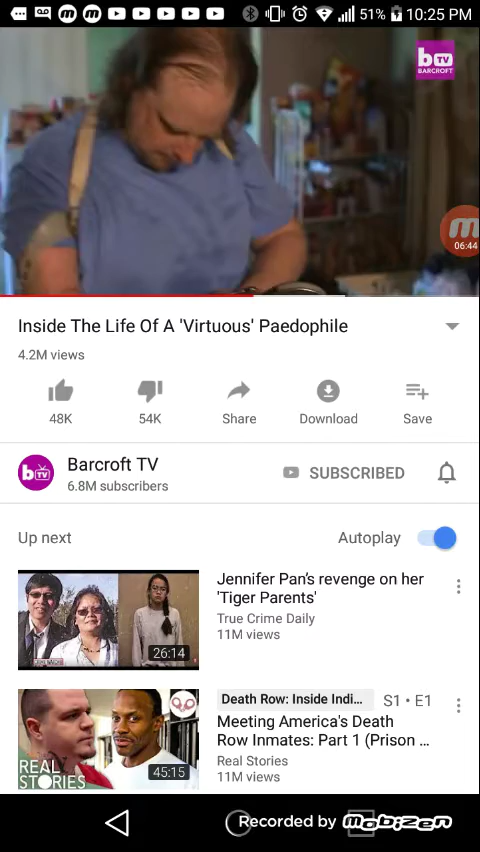 51% 10:25 PM
bTV
BARCROFT
06:44
Inside The Life Of A 'Virtuous' Paedophile
4.2M views
48K 54K Share Download Save
bTV
Barcroft TV
6.8M subscribers
SUBSCRIBED
Up next
Autoplay
Jennifer Pan's revenge on her
'Tiger Parents'
True Crime Daily
11M views
26:14
Death Row: Inside Indi... S1 • E1
Meeting America's Death
Row Inmates: Part 1 (Prison ...
Real Stories
11M views
REAL
STORIES
45:15
Recorded by Mobizen